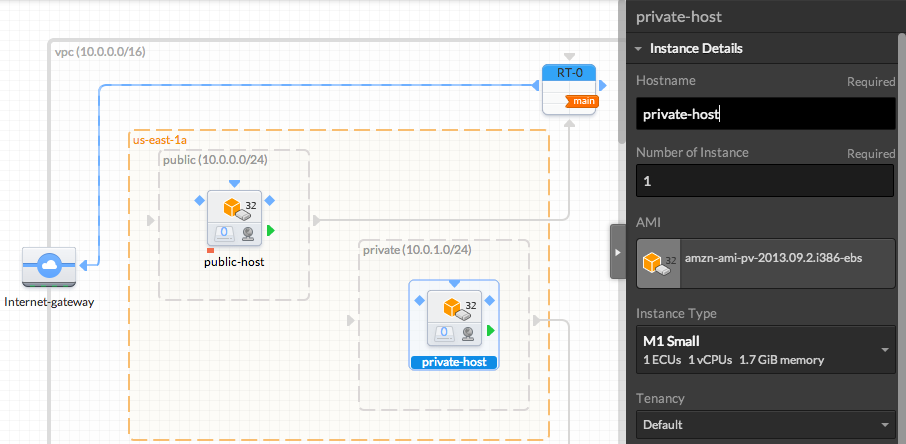 vpc (10.0.0.0/16)
RT-0
main
us-east-1a
public (10.0.0.0/24)
32
public-host
private (10.0.1.0/24)
32
private-host
Internet-gateway
private-host
Instance Details
Hostname Required
private-host
Number of Instance Required
1
AMI
32 amzn-ami-pv-2013.09.2.i386-ebs
Instance Type
M1 Small
1 ECUs 1 vCPUs 1.7 GiB memory
Tenancy
Default